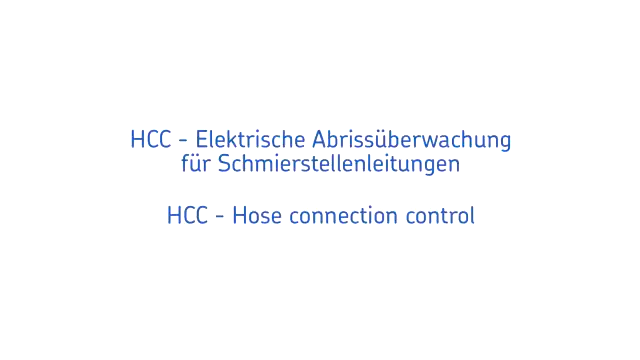 HCC - Elektrische Abrissüberwachung
für Schmierstellenleitungen
HCC - Hose connection control